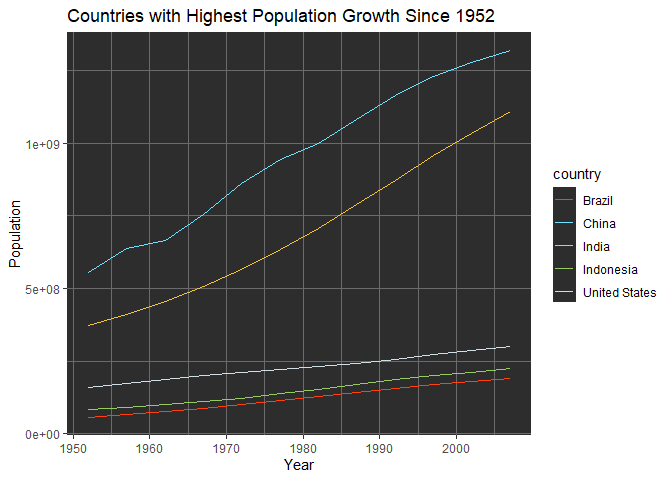 Countries with Highest Population Growth Since 1952
1e+09
5e+08
0e+00
Population
1950 1960 1970 1980 1990 2000
Year
country
Brazil
China
India
Indonesia
United States